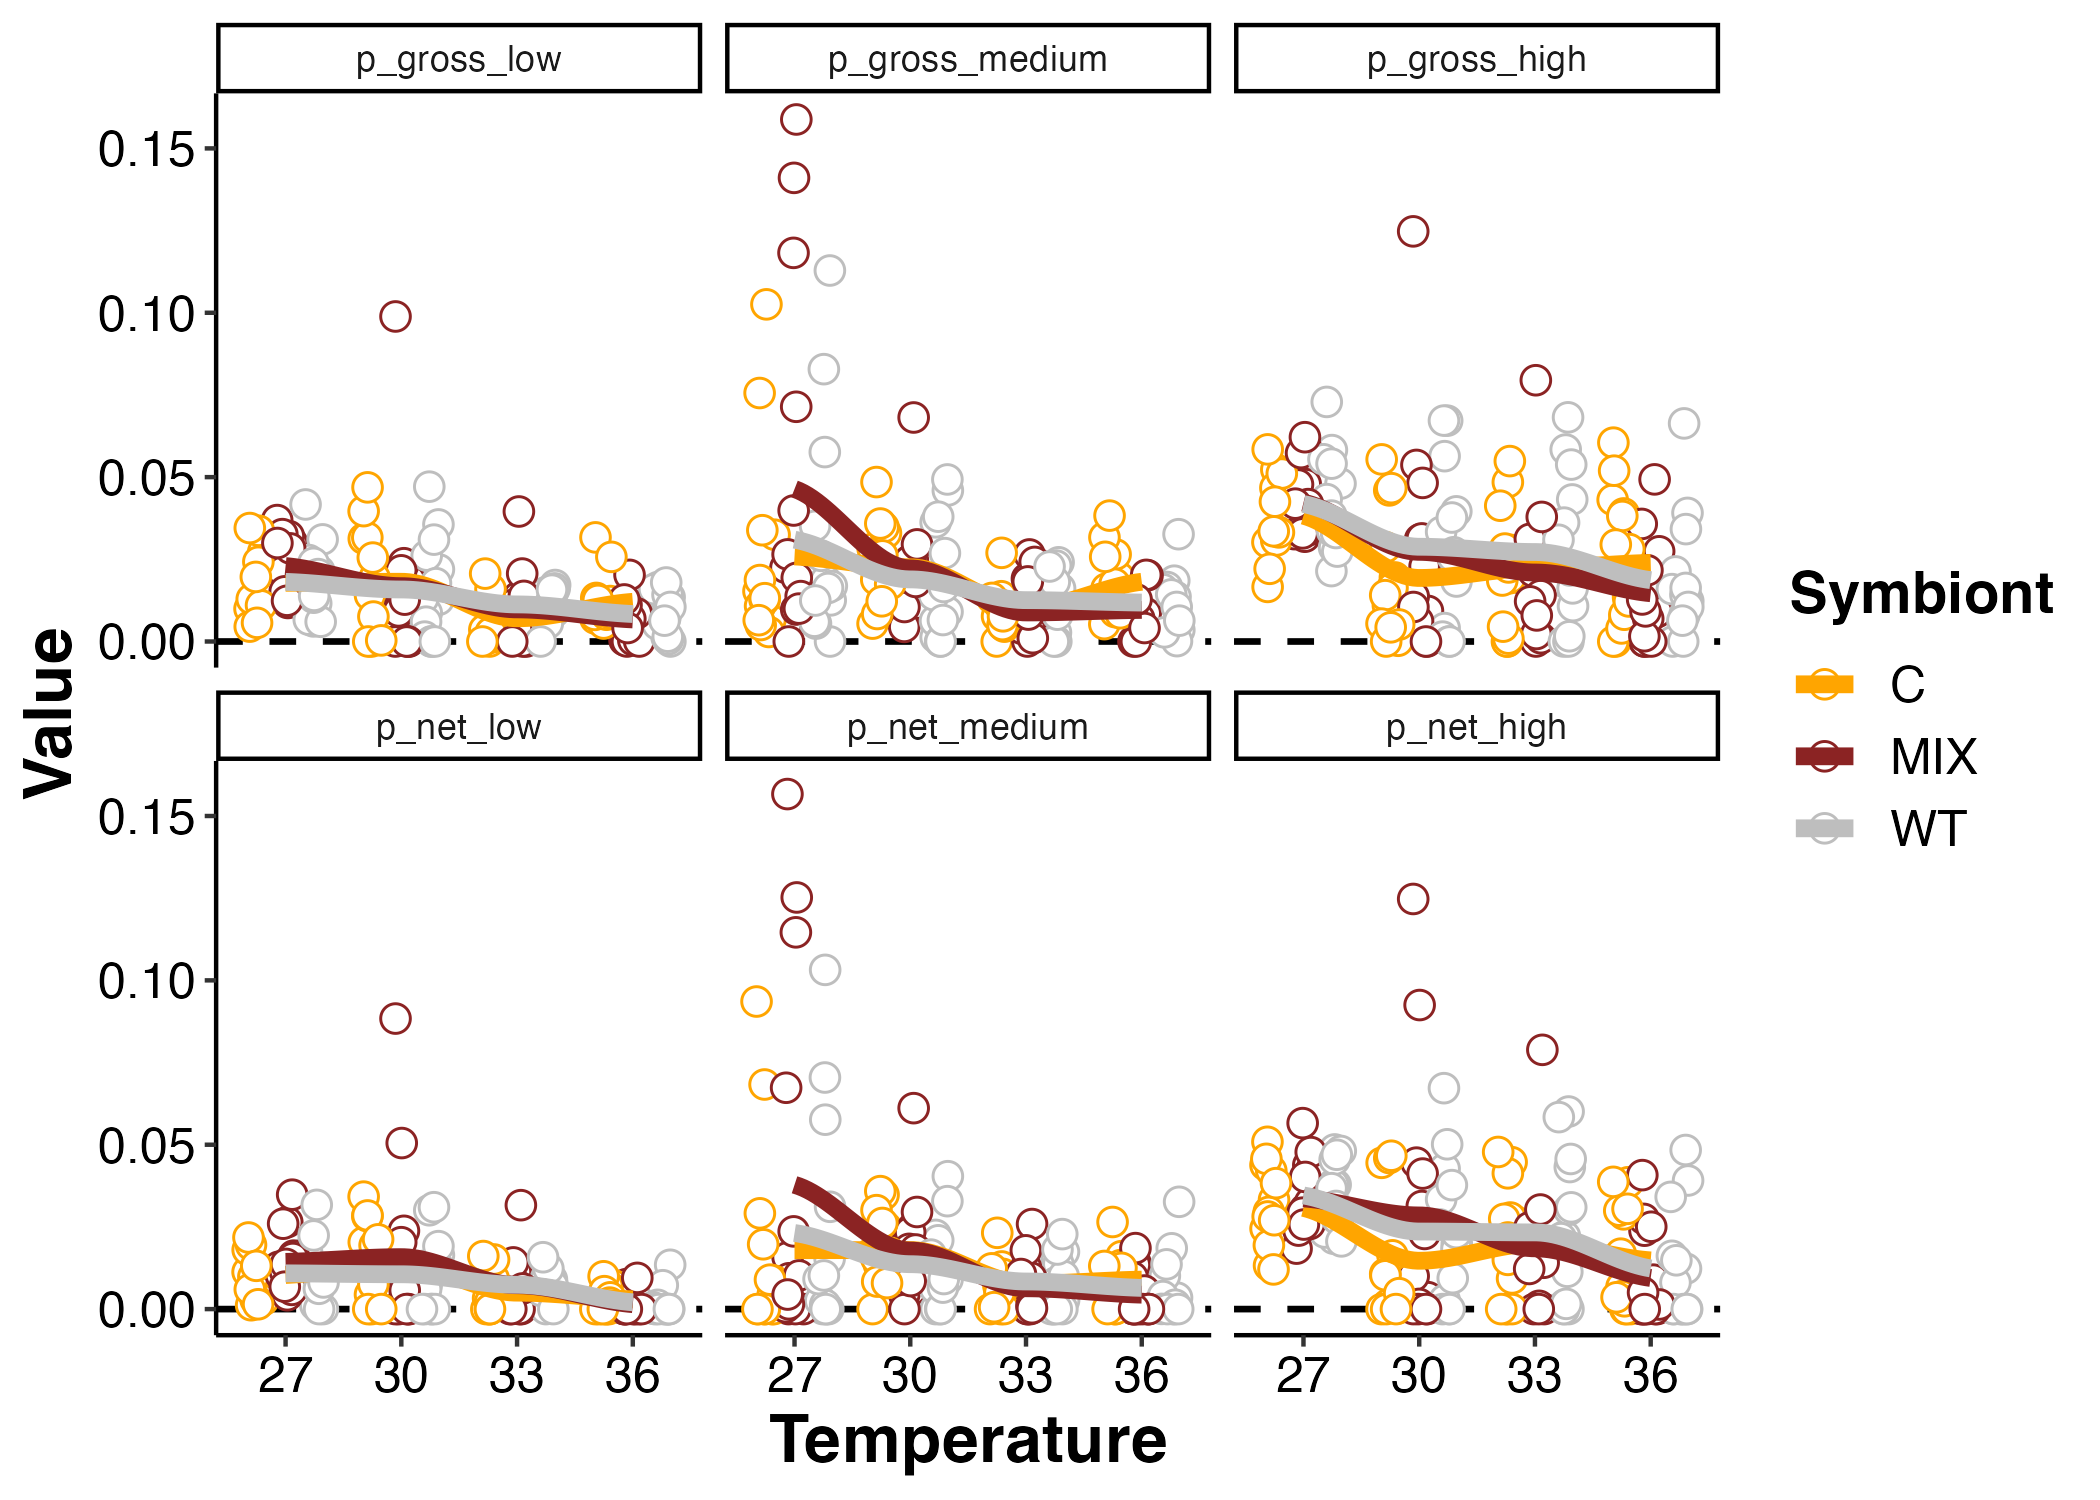 p_gross_low
p_gross_medium
p_gross_high
0.15
0.10
0.05
0.00
p_net_low
p_net_medium
p_net_high
0.15
0.10
0.05
0.00
27 30 33 36
27 30 33 36
27 30 33 36
Temperature
Value
Symbiont
C
MIX
WT